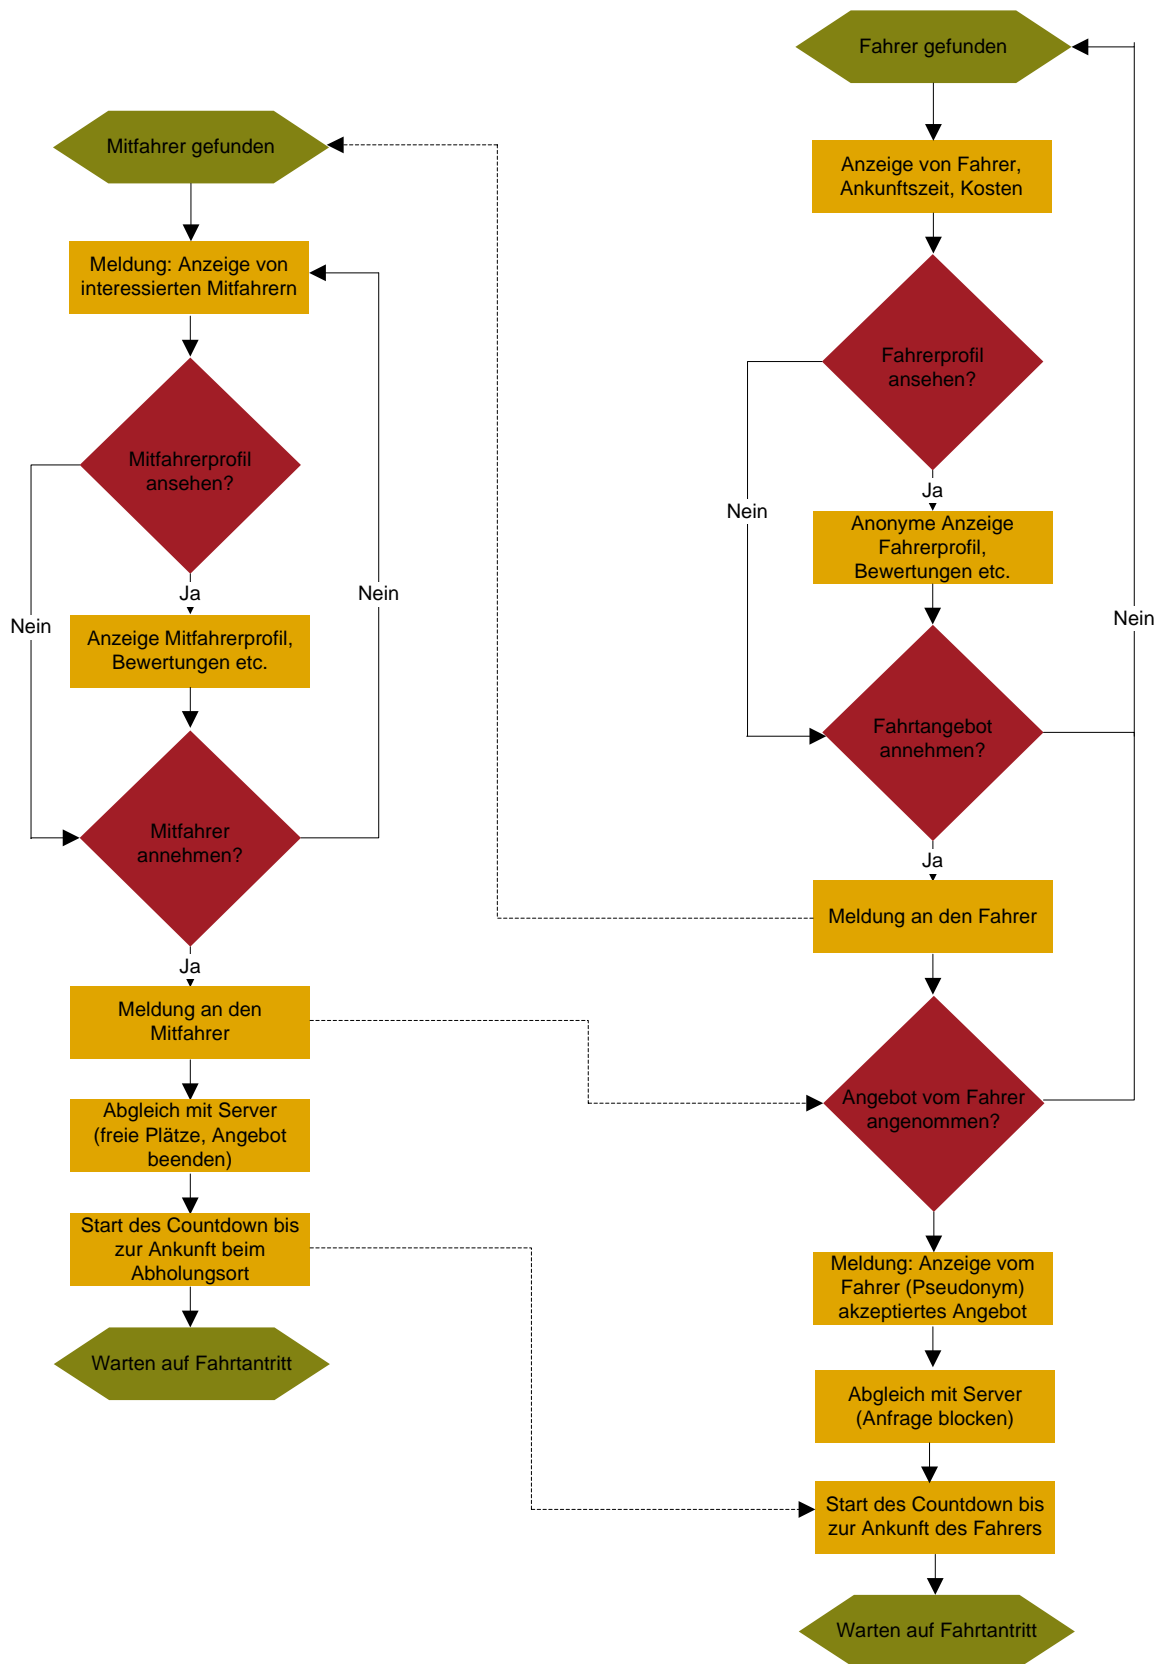 Mitfahrer gefunden
Meldung: Anzeige von
interessierten Mitfahrern
Mitfahrerprofil
ansehen?
Ja
Nein
Nein
Anzeige Mitfahrerprofil,
Bewertungen etc.
Mitfahrer
annehmen?
Ja
Meldung an den
Mitfahrer
Abgleich mit Server
(freie Plätze, Angebot
beenden)
Start des Countdown bis
zur Ankunft beim
Abholungsort
Warten auf Fahrtantritt
Fahrer gefunden
Anzeige von Fahrer,
Ankunftszeit, Kosten
Fahrerprofil
ansehen?
Ja
Nein
Anonyme Anzeige
Fahrerprofil,
Bewertungen etc.
Nein
Fahrtangebot
annehmen?
Ja
Meldung an den Fahrer
Angebot vom Fahrer
angenommen?
Meldung: Anzeige vom
Fahrer (Pseudonym)
akzeptiertes Angebot
Abgleich mit Server
(Anfrage blocken)
Start des Countdown bis
zur Ankunft des Fahrers
Warten auf Fahrtantritt